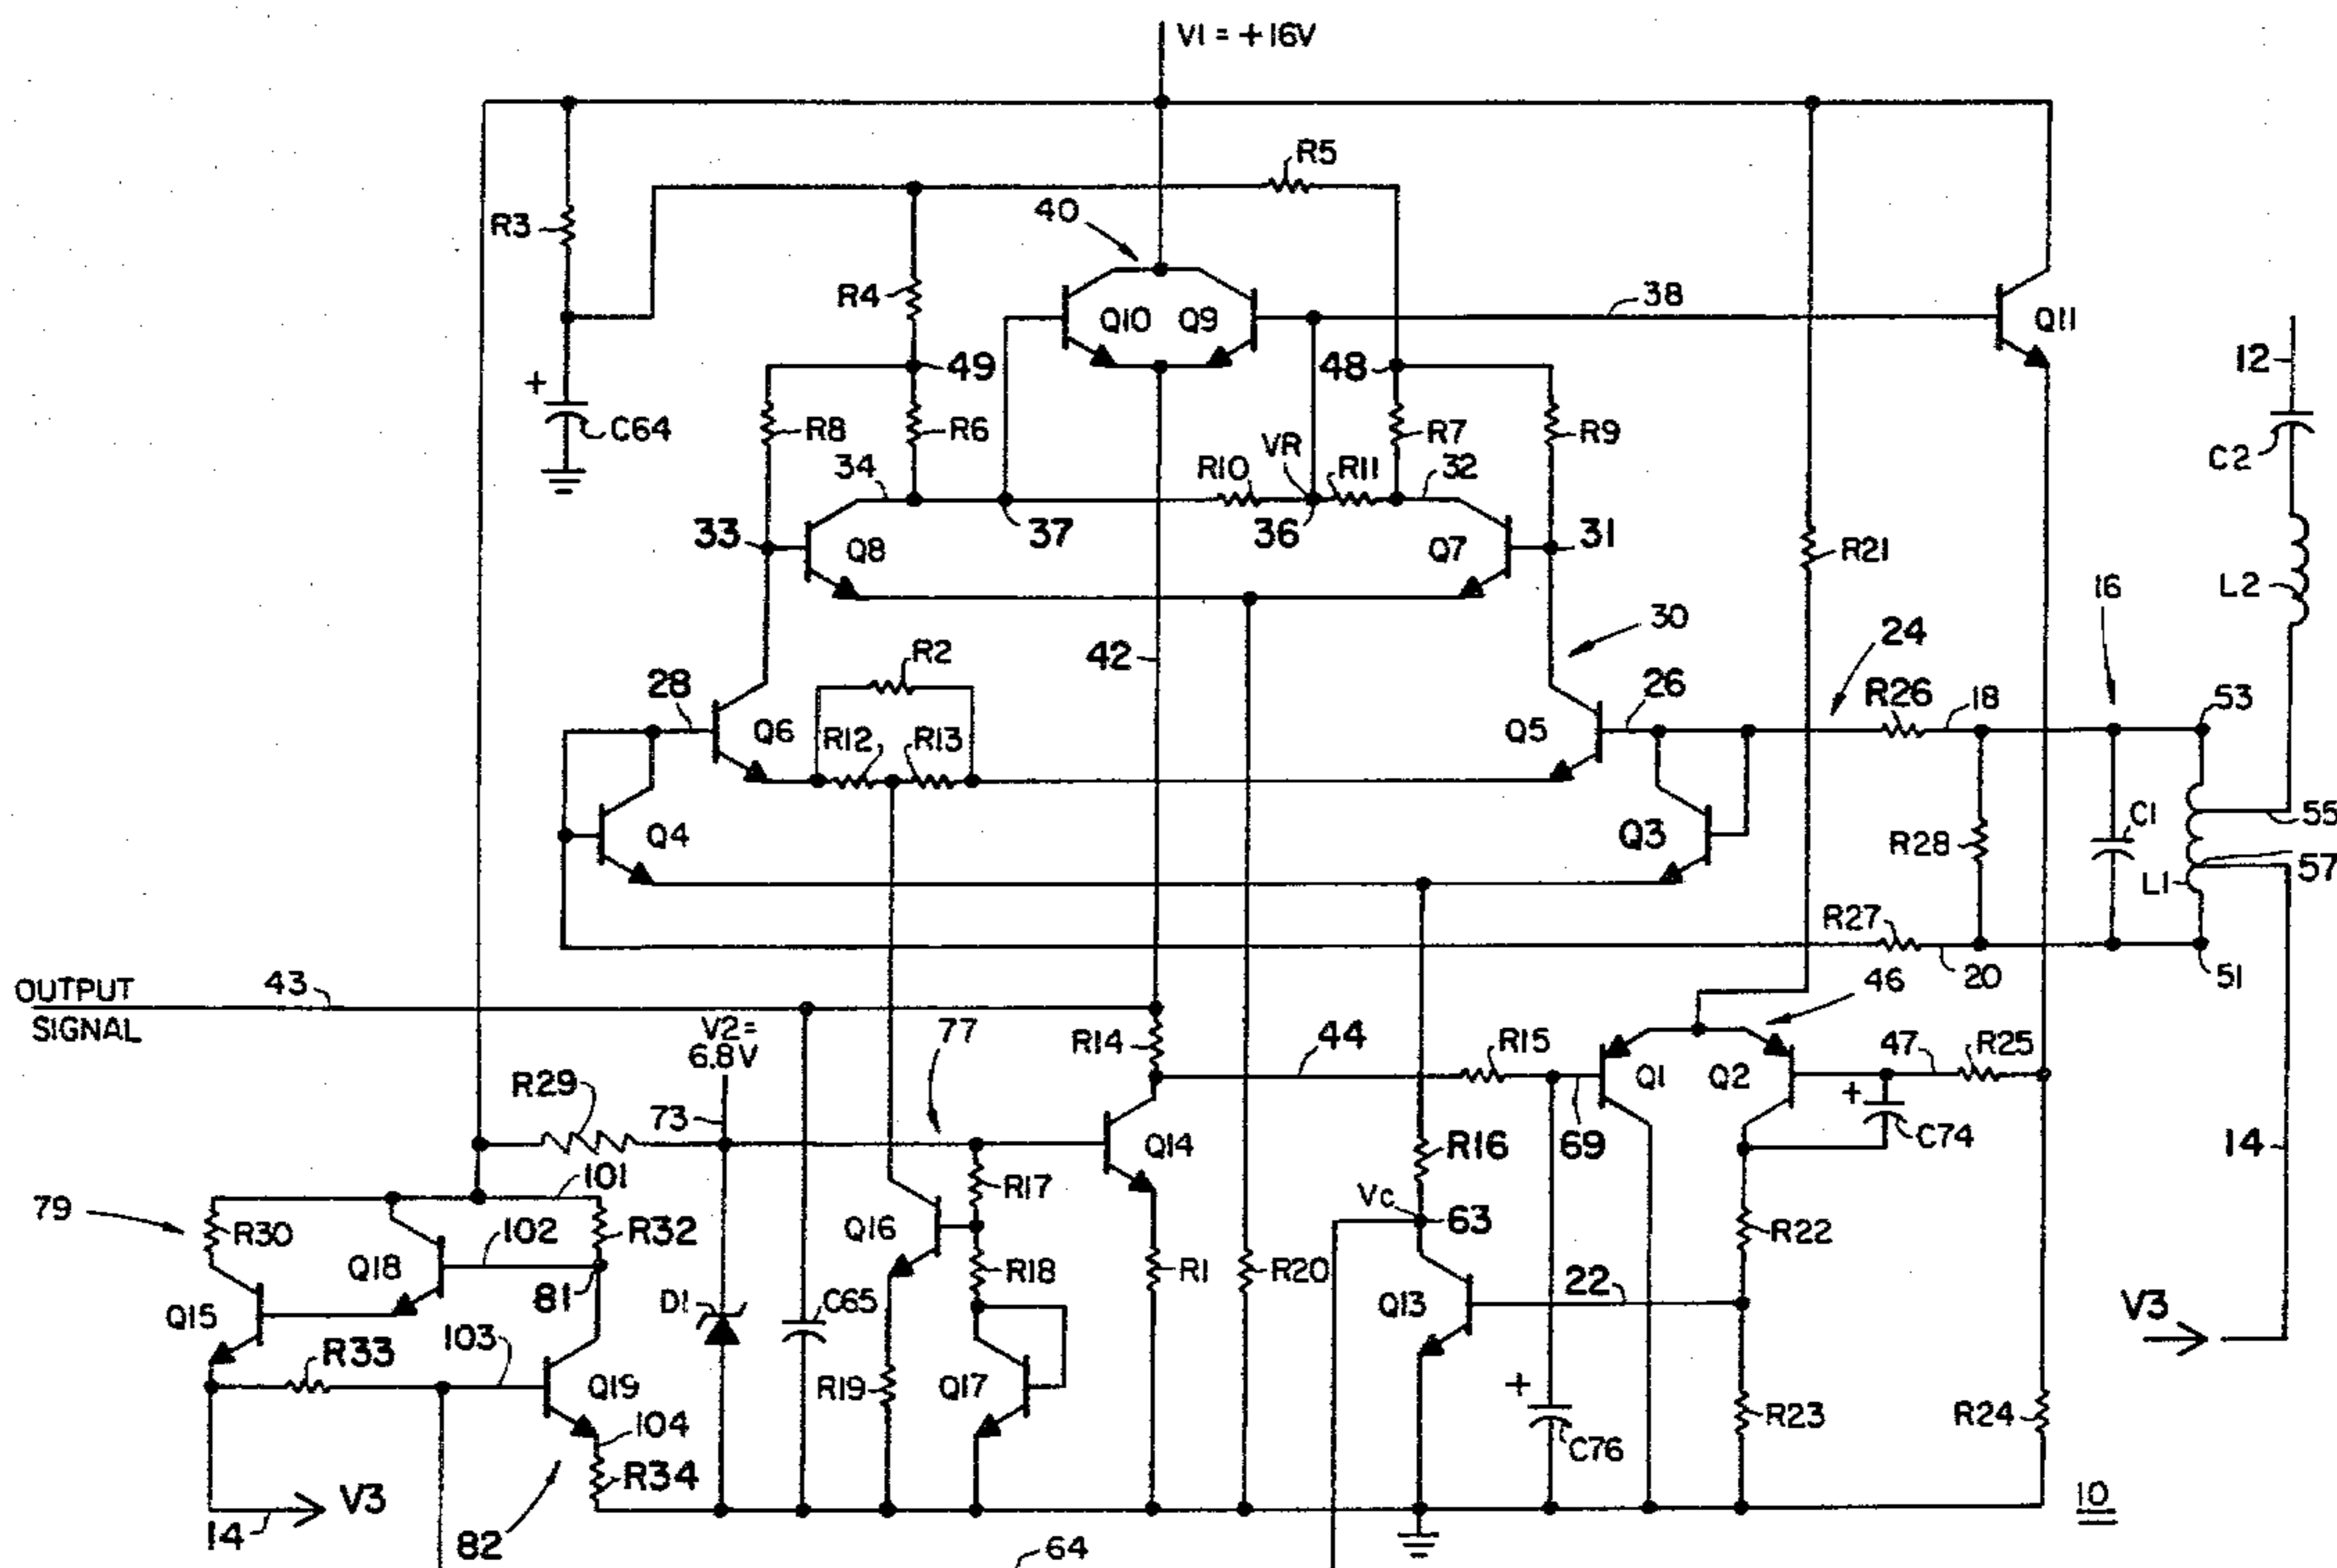 V1 = +16V
R5
40
R3
R4
38
Q10
Q9
Q11
12
49
48
+
C64
R8
R6
R7
R9
VR
R10
R11
32
34
C2
33
Q8
37
36
Q7
31
R21
L2
16
30
24
R2
42
28
26
R26
18
53
Q6
R12
R13
Q5
C1
55
Q4
Q3
R28
57
L1
R27
20
51
46
OUTPUT
SIGNAL
43
V2=
6.8V
77
R14
44
R15
47
R25
Q1
Q2
+
R29
73
C74
Q14
R16
69
14
101
R17
79
R30
102
R32
Q16
Vc
63
R22
Q18
81
R18
R1
R20
22
Q15
D1
C65
Q13
V3
103
R33
Q19
R19
Q17
+
R23
R24
104
C76
R34
V3
14
82
64
10